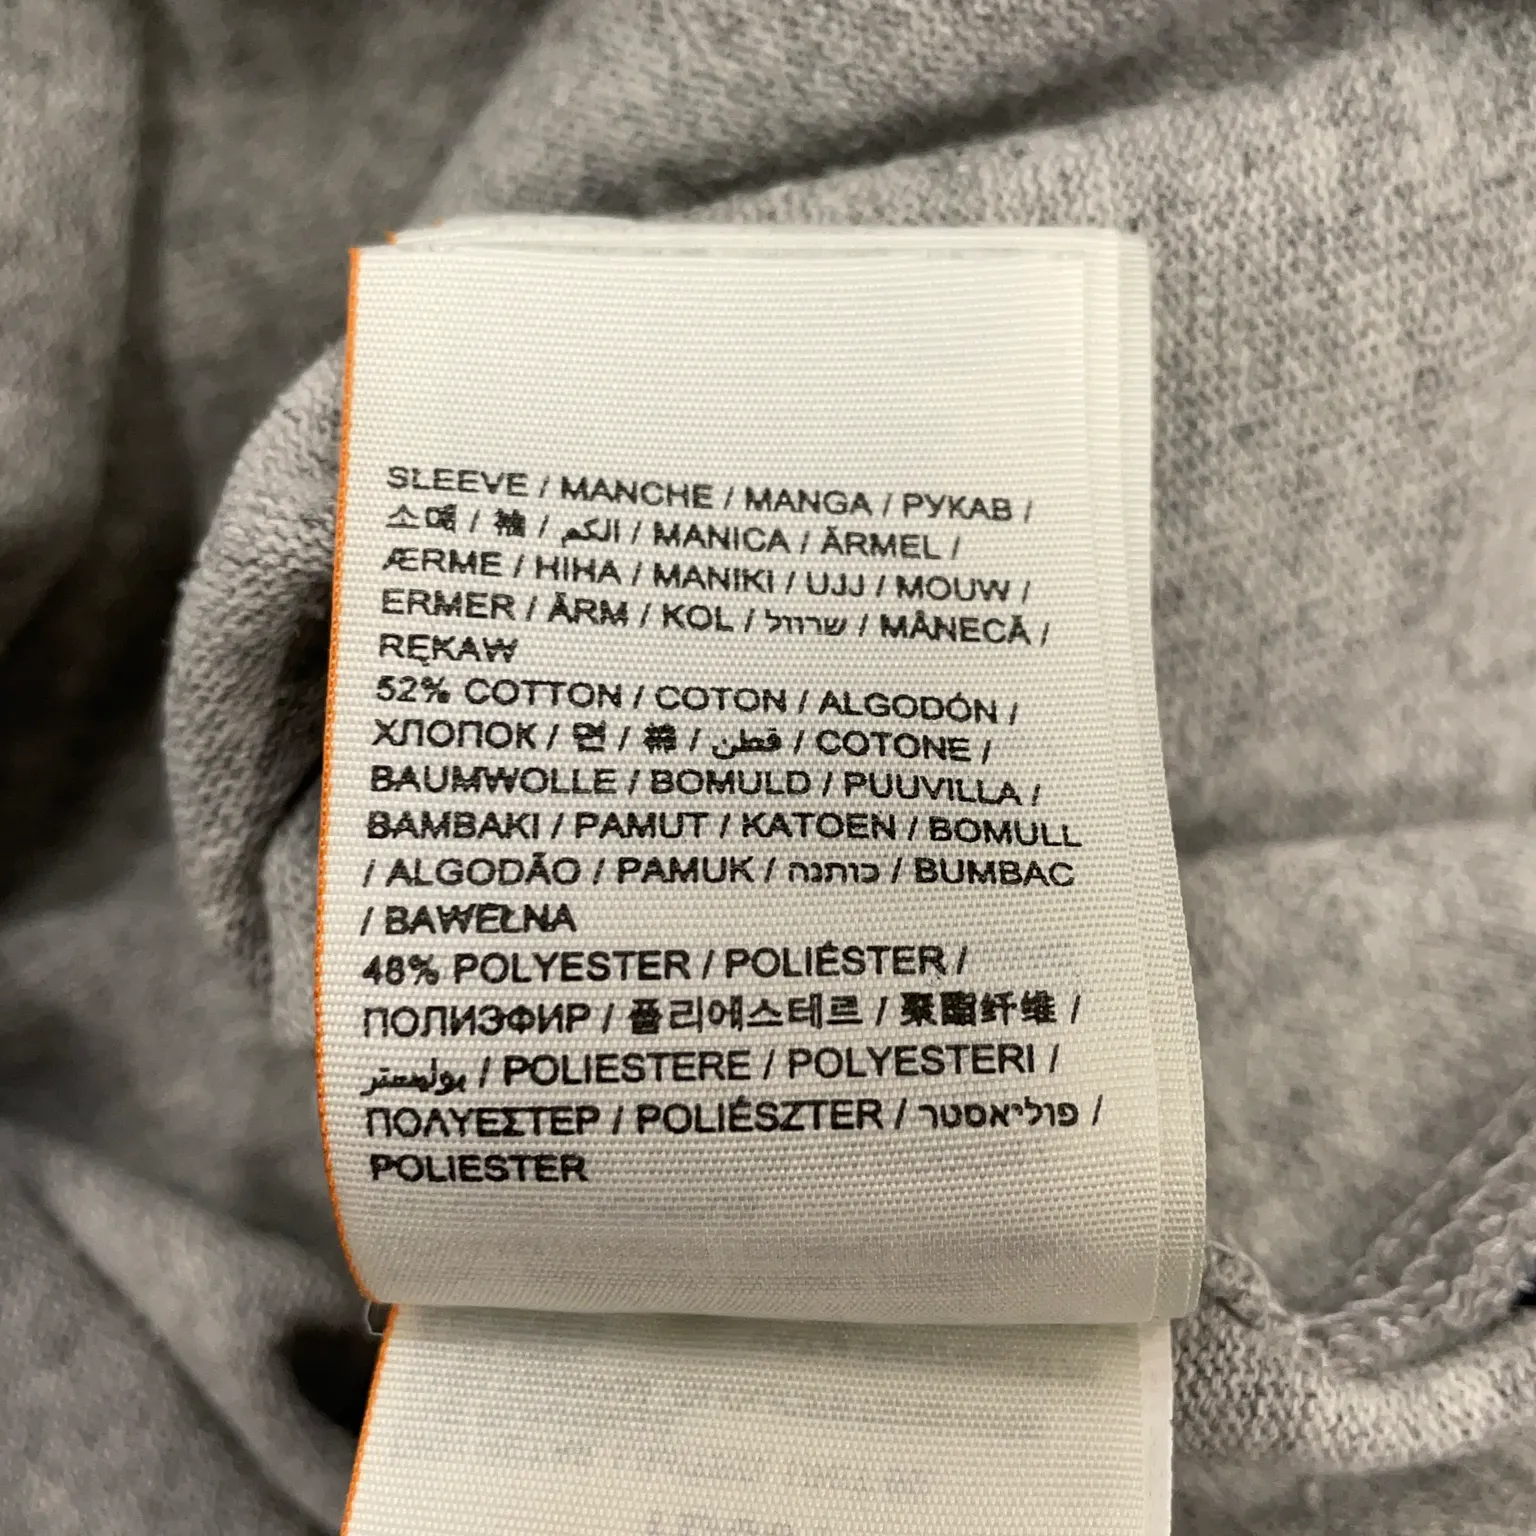 SLEEVE / MANCHE / MANGA / РУКАВ /
소매 / 袖 / الكم / MANICA / ÄRMEL /
ÆRME / HIHA / MANIKI / UJJ / MOUW /
ERMER / ÄRM / KOL / שרוול / MÂNECĂ /
RĘKAW
52% COTTON / COTON / ALGODÓN /
ХЛОПОК / 면 / 棉 / قطن / COTONE /
BAUMWOLLE / BOMULD / PUUVILLA /
BAMBAKI / PAMUT / KATOEN / BOMULL
/ ALGODÃO / PAMUK / כותנה / BUMBAC
/ BAWEŁNA
48% POLYESTER / POLIÉSTER /
ПОЛИЭФИР / 폴리에스테르 / 聚酯纤维 /
بوليستر / POLIESTERE / POLYESTERI /
ΠΟΛΥΕΣΤΕΡ / POLIÉSZTER / פוליאסטר /
POLIESTER